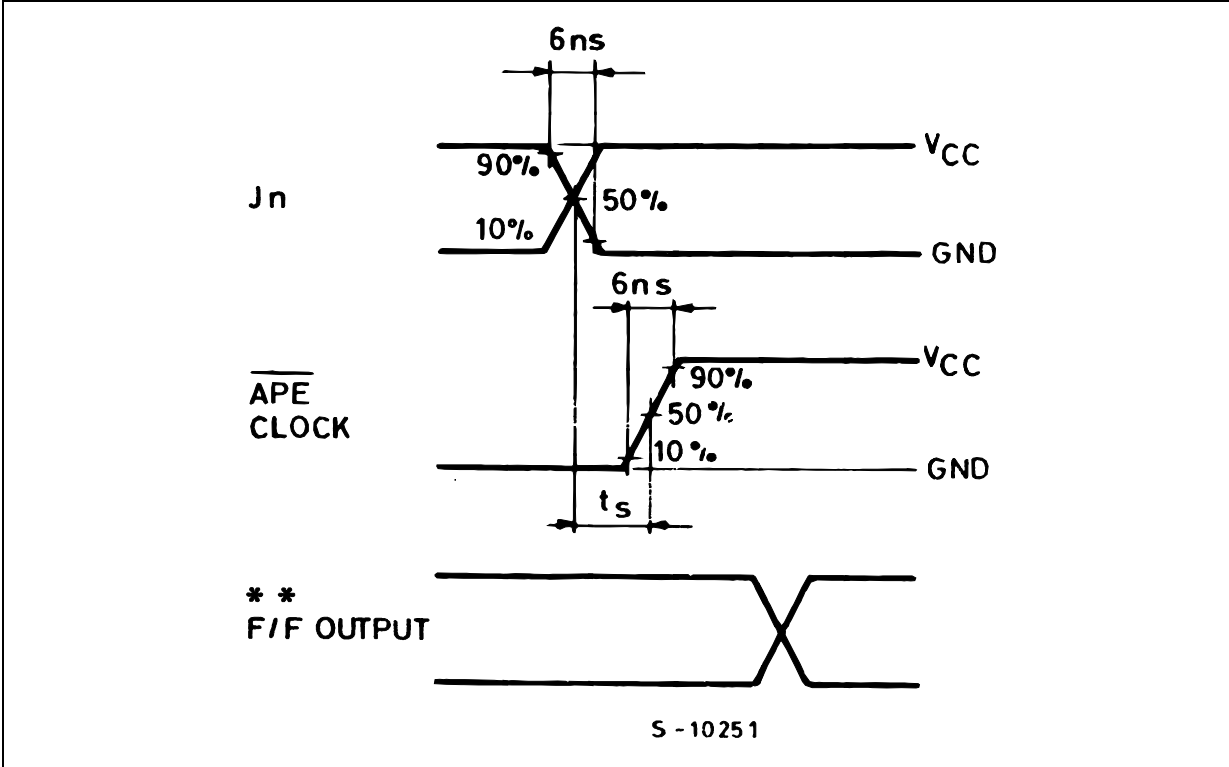 6ns
VCC
90%
Jn
50%
10%
GND
6ns
VCC
APE
90%
CLOCK
50%
10%
GND
ts
* *
F/F OUTPUT
S-10251